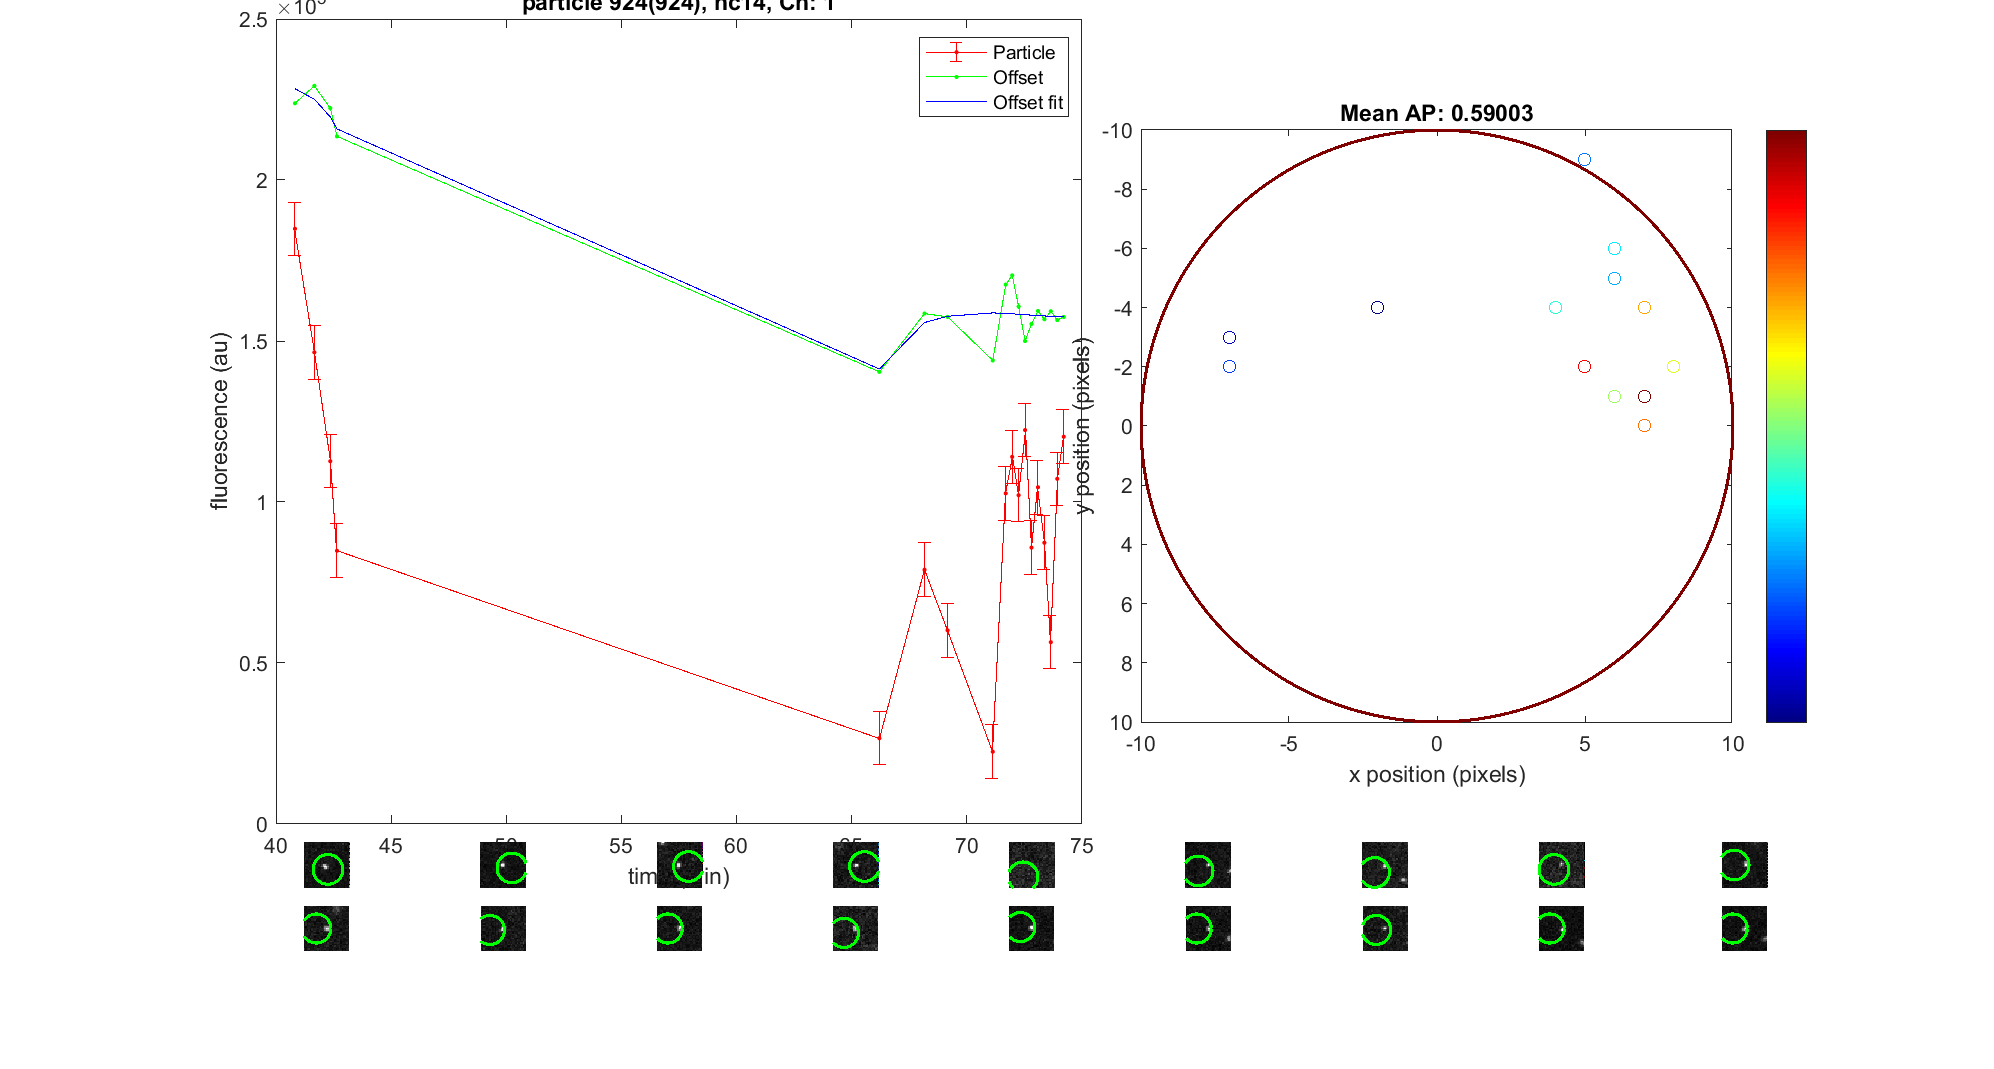 particle 924(924), nc14, Ch: 1
2.5
2
1.5
1
0.5
0
fluorescence (au)
40 45 55 60 70 75
Particle
Offset
Offset fit
Mean AP: 0.59003
-10
-8
-6
-4
-2
0
2
4
6
8
10
y position (pixels)
-10 -5 0 5 10
x position (pixels)